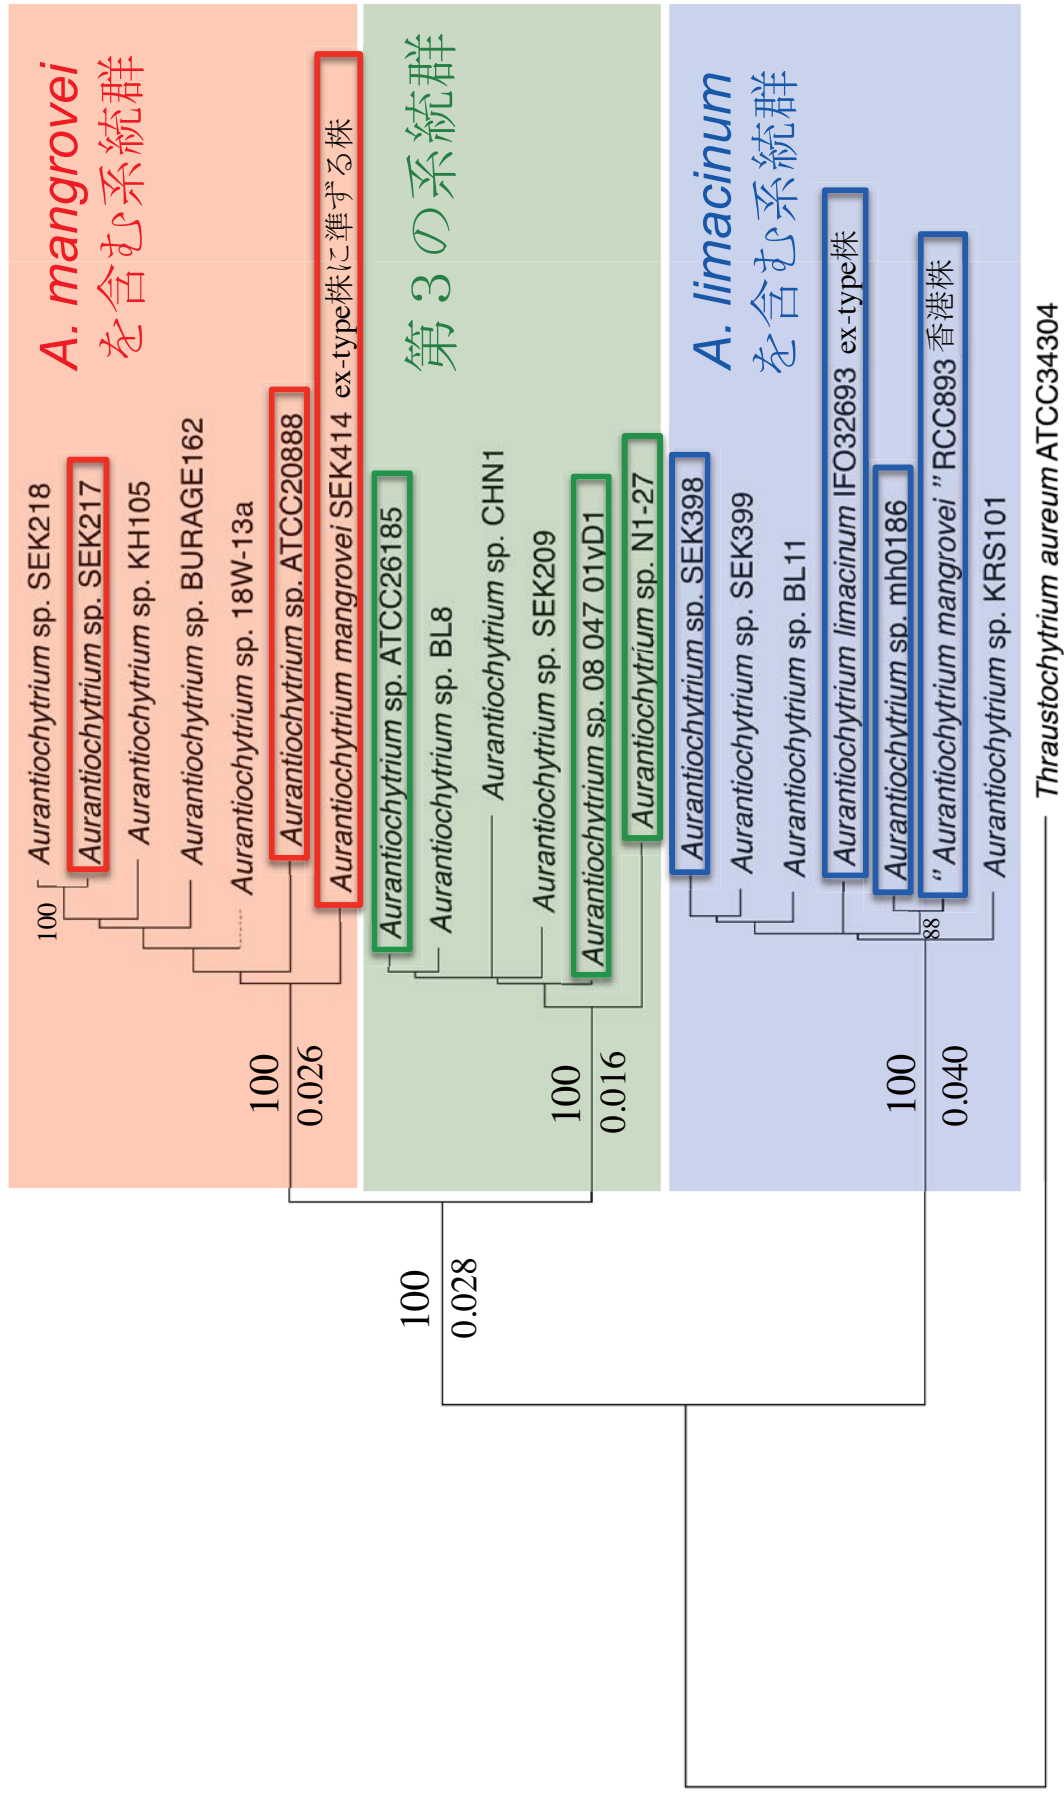 A. mangrovei
を含む系統群
Aurantiochytrium sp. SEK218
Aurantiochytrium sp. SEK217
Aurantiochytrium sp. KH105
Aurantiochytrium sp. BURAGE162
Aurantiochytrium sp. 18W-13a
Aurantiochytrium sp. ATCC20888
Aurantiochytrium mangrovei SEK414 ex-type株に準ずる株
100
100
0.026
第3の系統群
Aurantiochytrium sp. ATCC26185
Aurantiochytrium sp. BL8
Aurantiochytrium sp. CHN1
Aurantiochytrium sp. SEK209
Aurantiochytrium sp. 08 047 01yD1
Aurantiochytrium sp. N1-27
100
0.016
100
0.028
A. limacinum
を含む系統群
Aurantiochytrium sp. SEK398
Aurantiochytrium sp. SEK399
Aurantiochytrium sp. BL11
Aurantiochytrium limacinum IFO32693 ex-type株
Aurantiochytrium sp. mh0186
"Aurantiochytrium mangrovei" RCC893 香港株
Aurantiochytrium sp. KRS101
88
100
0.040
Thraustochytrium aureum ATCC34304